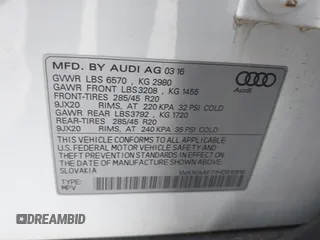 MFD. BY AUDI AG 03 16
GVWR LBS 6570 , KG 2980
GAWR FRONT LBS3208 , KG 1455
FRONT-TIRES 285/45 R20
9JX20 RIMS, AT 220 KPA 32 PSI COLD
GAWR REAR LBS3792 , KG 1720
REAR-TIRES 285/45 R20
9JX20 RIMS, AT 240 KPA 35 PSI COLD
Audi
THIS VEHICLE CONFORMS TO ALL APPLICABLE
FEDERAL MOTOR VEHICLE SAFETY STANDARDS IN EFFECT ON
THE DATE OF MANUFACTURE SHOWN ABOVE.
SLOVAKIA
TYPE:
MPV
DREAMBID